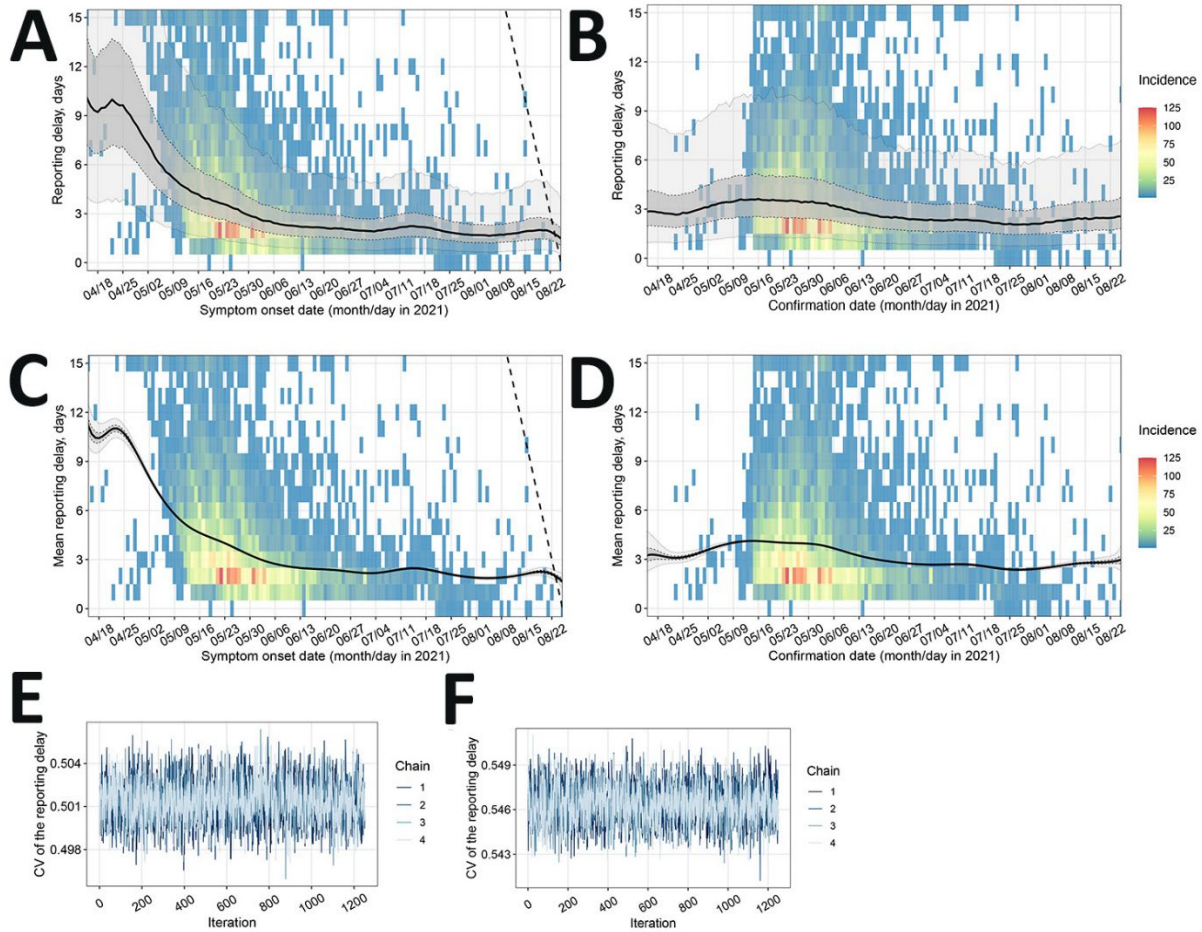 A
B
Reporting delay, days
15
12
9
6
3
0
04/18 04/25 05/02 05/09 05/16 05/23 05/30 06/06 06/13 06/20 06/27 07/04 07/11 07/18 07/25 08/01 08/08 08/15 08/22
Symptom onset date (month/day in 2021)
Reporting delay, days
15
12
9
6
3
0
04/18 04/25 05/02 05/09 05/16 05/23 05/30 06/06 06/13 06/20 06/27 07/04 07/11 07/18 07/25 08/01 08/08 08/15 08/22
Confirmation date (month/day in 2021)
Incidence
125
100
75
50
25
C
D
Mean reporting delay, days
15
12
9
6
3
0
04/18 04/25 05/02 05/09 05/16 05/23 05/30 06/06 06/13 06/20 06/27 07/04 07/11 07/18 07/25 08/01 08/08 08/15 08/22
Symptom onset date (month/day in 2021)
Mean reporting delay, days
15
12
9
6
3
0
04/18 04/25 05/02 05/09 05/16 05/23 05/30 06/06 06/13 06/20 06/27 07/04 07/11 07/18 07/25 08/01 08/08 08/15 08/22
Confirmation date (month/day in 2021)
Incidence
125
100
75
50
25
E
F
CV of the reporting delay
0.504
0.501
0.498
0 200 400 600 800 1000 1200
Iteration
Chain
1
2
3
4
CV of the reporting delay
0.549
0.546
0.543
0 200 400 600 800 1000 1200
Iteration
Chain
1
2
3
4